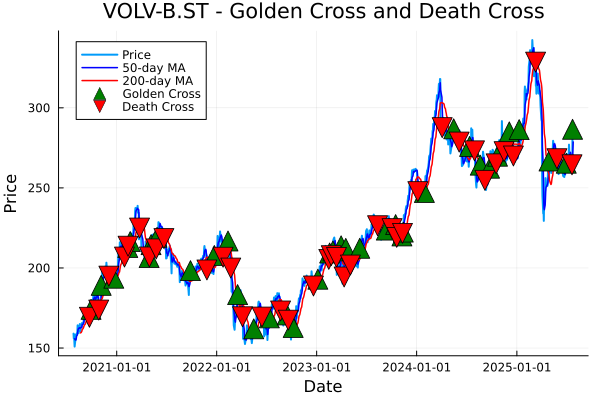 VOLV-B.ST - Golden Cross and Death Cross
Price
50-day MA
200-day MA
Golden Cross
Death Cross
Price
300
250
200
150
2021-01-01
2022-01-01
2023-01-01
2024-01-01
2025-01-01
Date